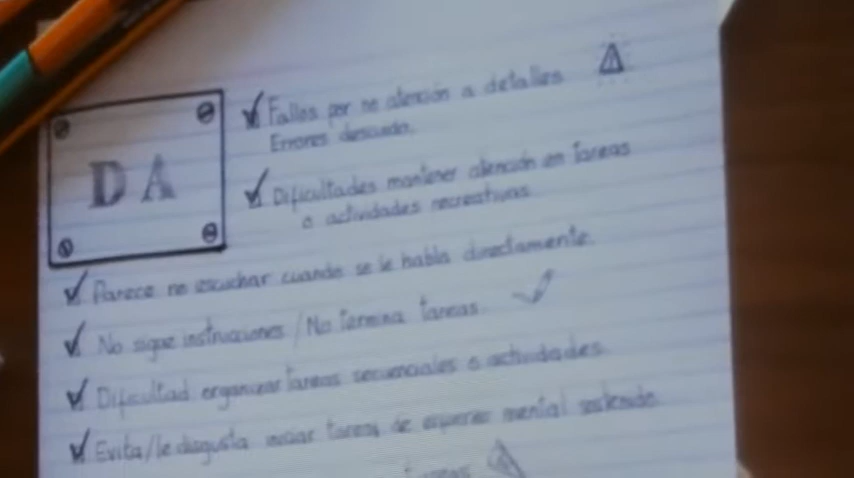 DA
Fallos por no atención a detalles
Errores descuido.
Dificultades mantener atención en tareas
o actividades recreativas
Parece no escuchar cuando se le habla directamente.
No sigue instrucciones / No termina tareas.
Dificultad organizar tareas secuenciales o actividades.
Evita/le disgusta iniciar tareas de esfuerzo mental sostenido